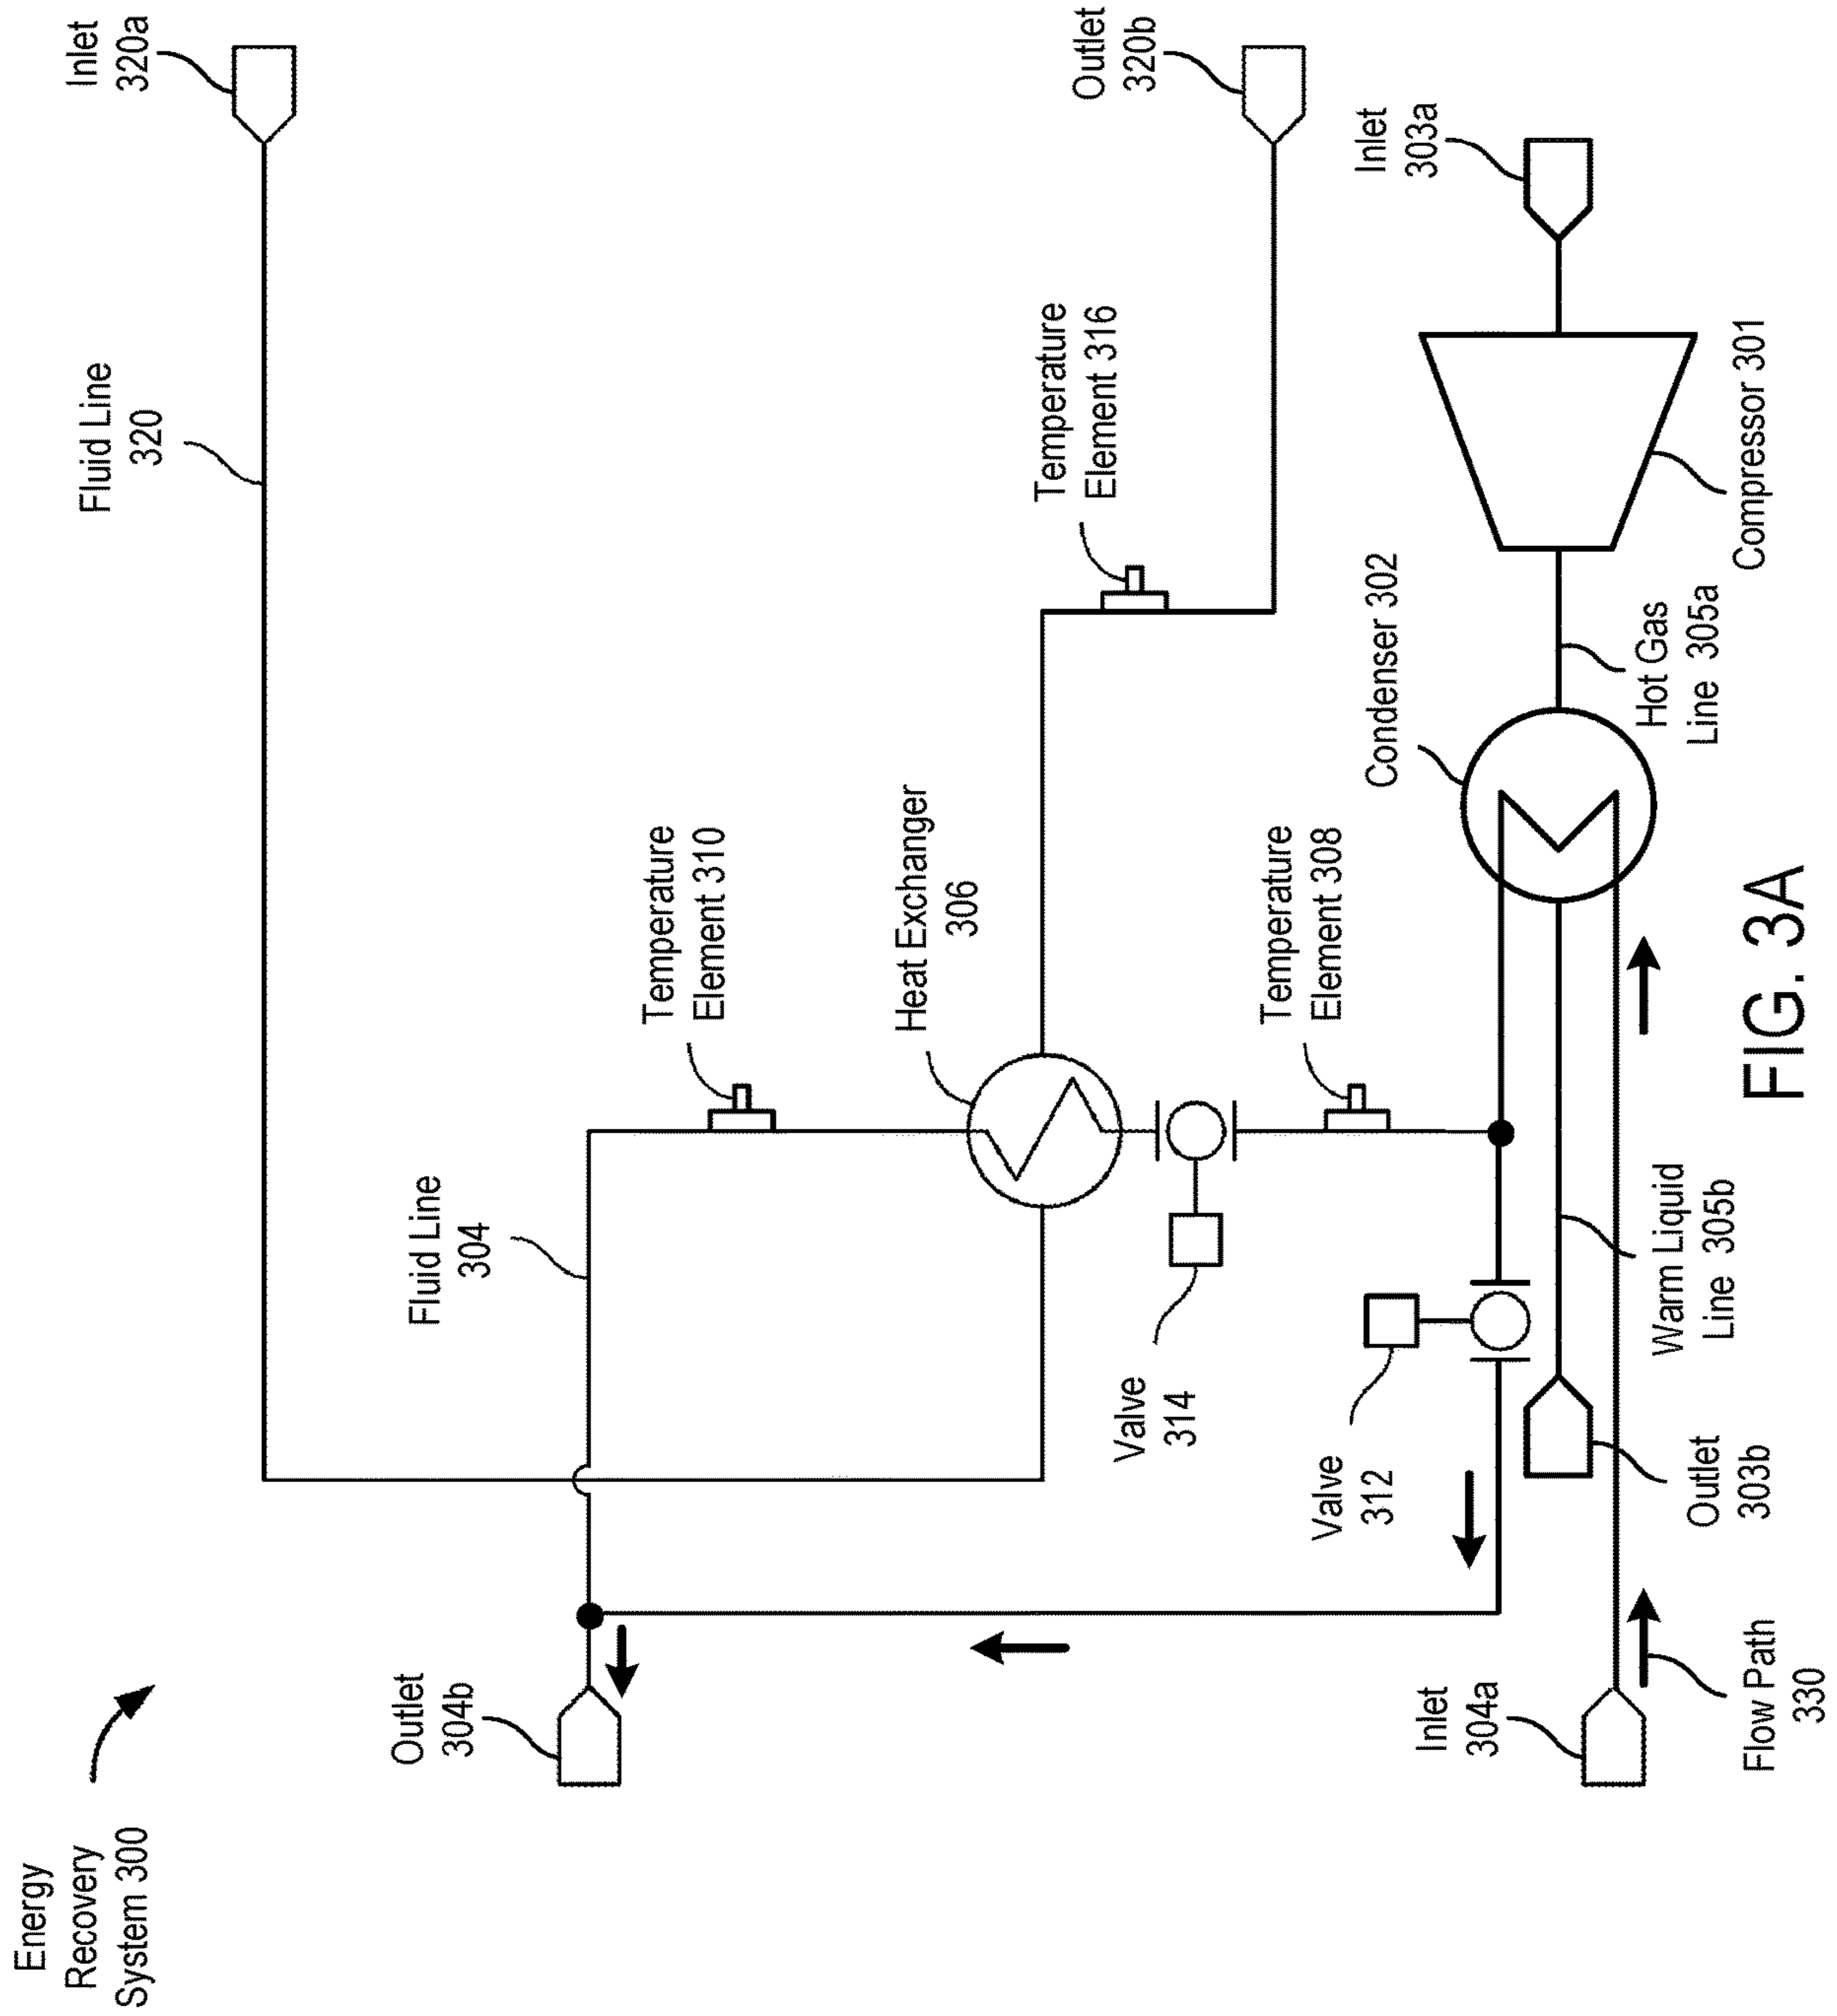 Energy
Recovery
System 300
Outlet
304b
Fluid Line
304
Fluid Line
320
Inlet
320a
Temperature
Element 310
Heat Exchanger
306
Temperature
Element 316
Outlet
320b
Valve
314
Valve
312
Temperature
Element 308
Condenser 302
Inlet
303a
Inlet
304a
Flow Path
330
Outlet
303b
Warm Liquid
Line 305b
Hot Gas
Line 305a
Compressor 301
FIG. 3A